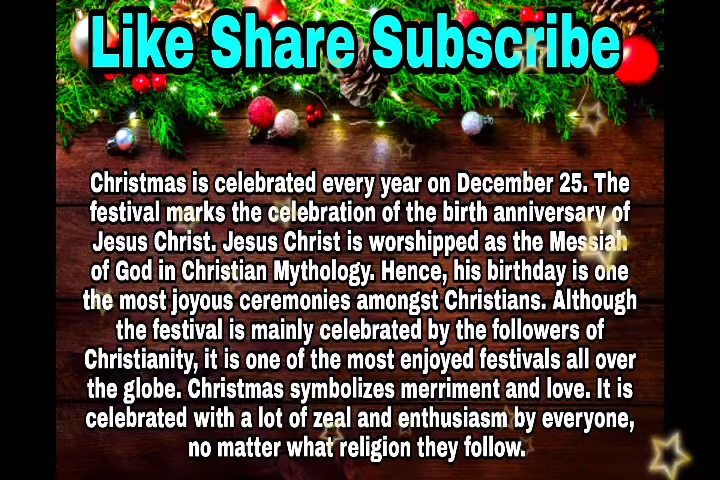 Like Share Subscribe
Christmas is celebrated every year on December 25. The
festival marks the celebration of the birth anniversary of
Jesus Christ. Jesus Christ is worshipped as the Messiah
of God in Christian Mythology. Hence, his birthday is one
the most joyous ceremonies amongst Christians. Although
the festival is mainly celebrated by the followers of
Christianity, it is one of the most enjoyed festivals all over
the globe. Christmas symbolizes merriment and love. It is
celebrated with a lot of zeal and enthusiasm by everyone,
no matter what religion they follow.